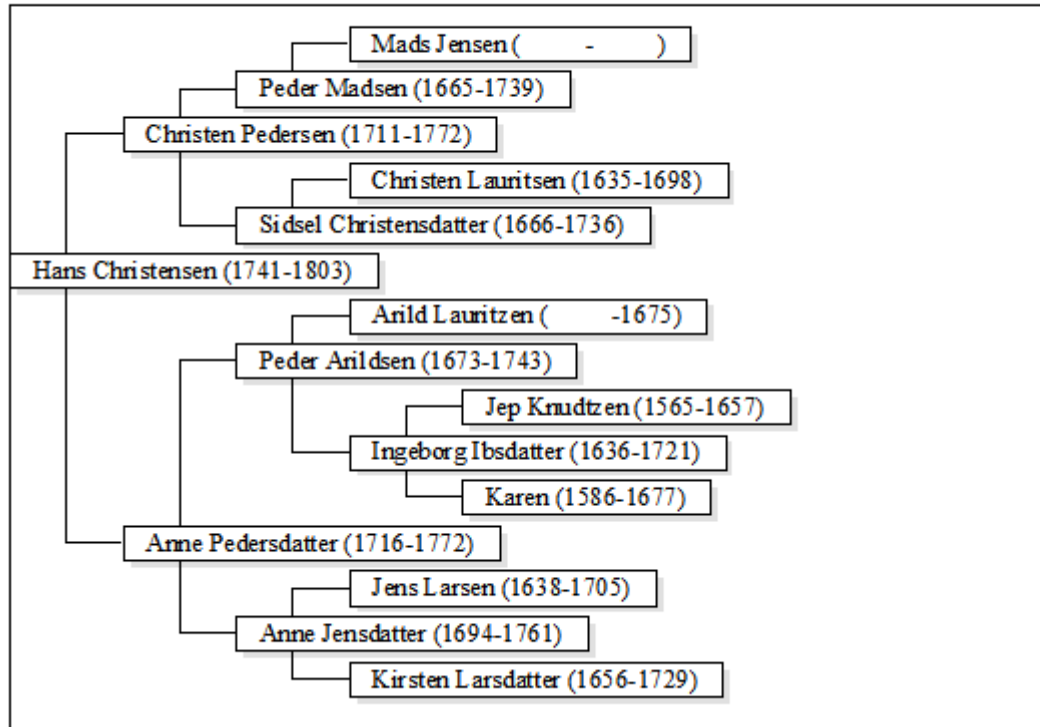 Mads Jensen (          -          )
Peder Madsen (1665-1739)
Christen Pedersen (1711-1772)
Christen Lauritsen (1635-1698)
Sidsel Christensdatter (1666-1736)
Hans Christensen (1741-1803)
Arild Lauritzen (          -1675)
Peder Arildsen (1673-1743)
Jep Knudtzen (1565-1657)
Ingeborg Ibsdatter (1636-1721)
Karen (1586-1677)
Anne Pedersdatter (1716-1772)
Jens Larsen (1638-1705)
Anne Jensdatter (1694-1761)
Kirsten Larsdatter (1656-1729)